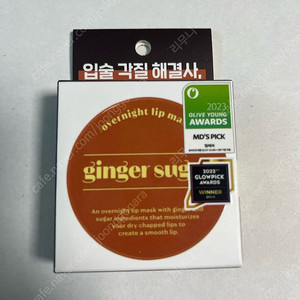 입술 각질 해결사,
overnight lip ma
ginger sug
An overnight lip mask with ginger
sugar ingredients that moisturize
your dry chapped lips to
create a smooth lip.
2023
OLIVE YOUNG
AWARDS
MD'S PICK
2022
GLOWPICK
AWARDS
WINNER